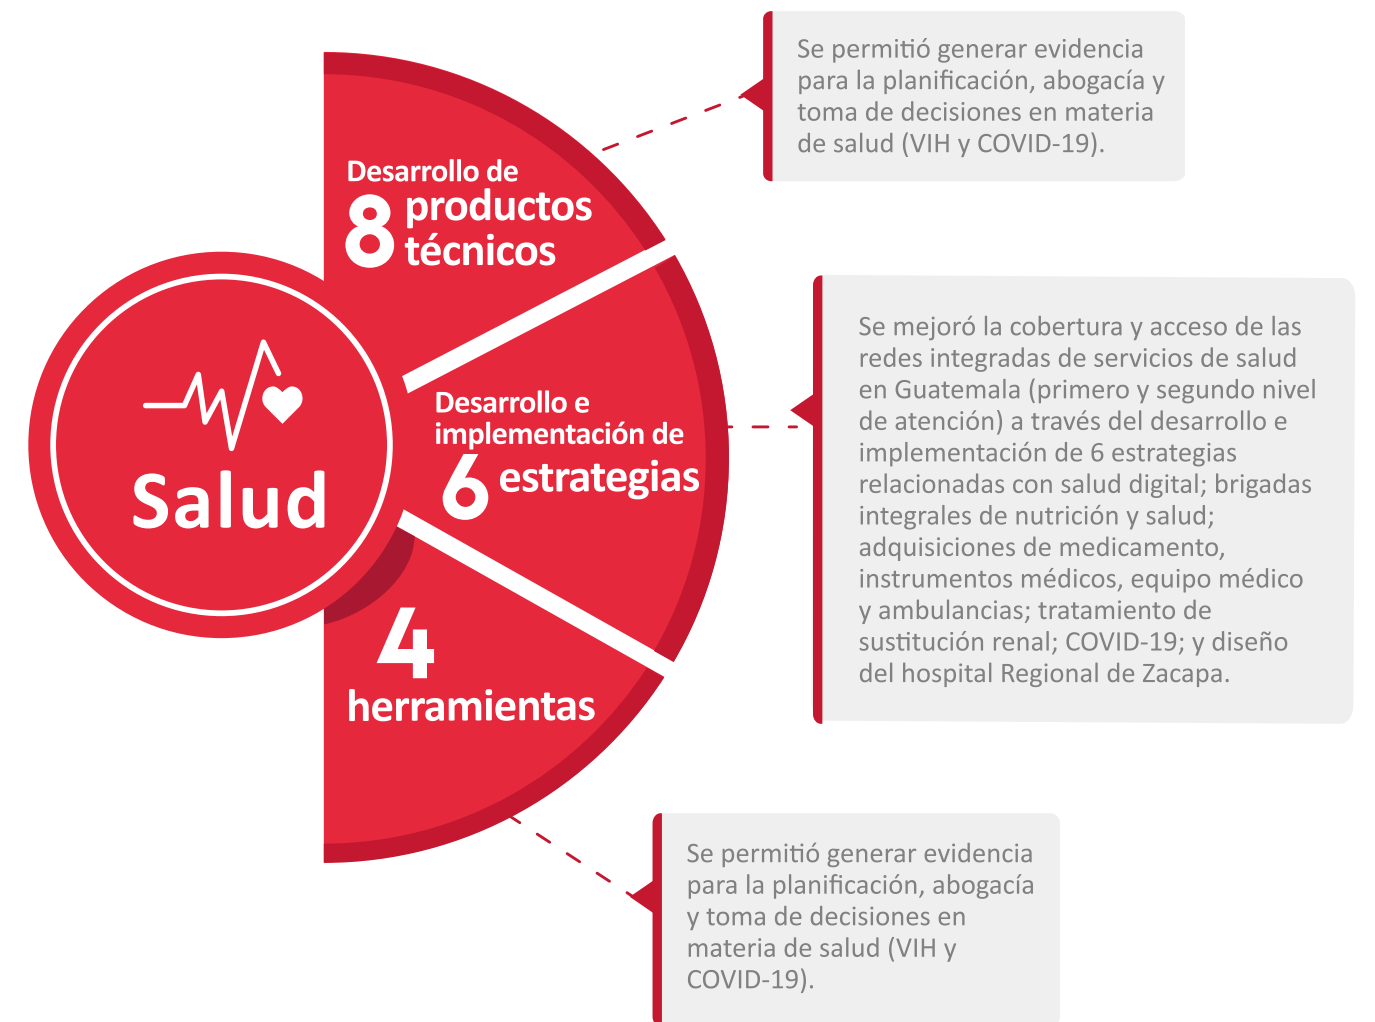 Salud
Desarrollo de
8 productos
técnicos
Se permitió generar evidencia
para la planificación, abogacía y
toma de decisiones en materia
de salud (VIH y COVID-19).
Desarrollo e
implementación de
6 estrategias
Se mejoró la cobertura y acceso de las
redes integradas de servicios de salud
en Guatemala (primero y segundo nivel
de atención) a través del desarrollo e
implementación de 6 estrategias
relacionadas con salud digital; brigadas
integrales de nutrición y salud;
adquisiciones de medicamento,
instrumentos médicos, equipo médico
y ambulancias; tratamiento de
sustitución renal; COVID-19; y diseño
del hospital Regional de Zacapa.
4
herramientas
Se permitió generar evidencia
para la planificación, abogacía
y toma de decisiones en
materia de salud (VIH y
COVID-19).